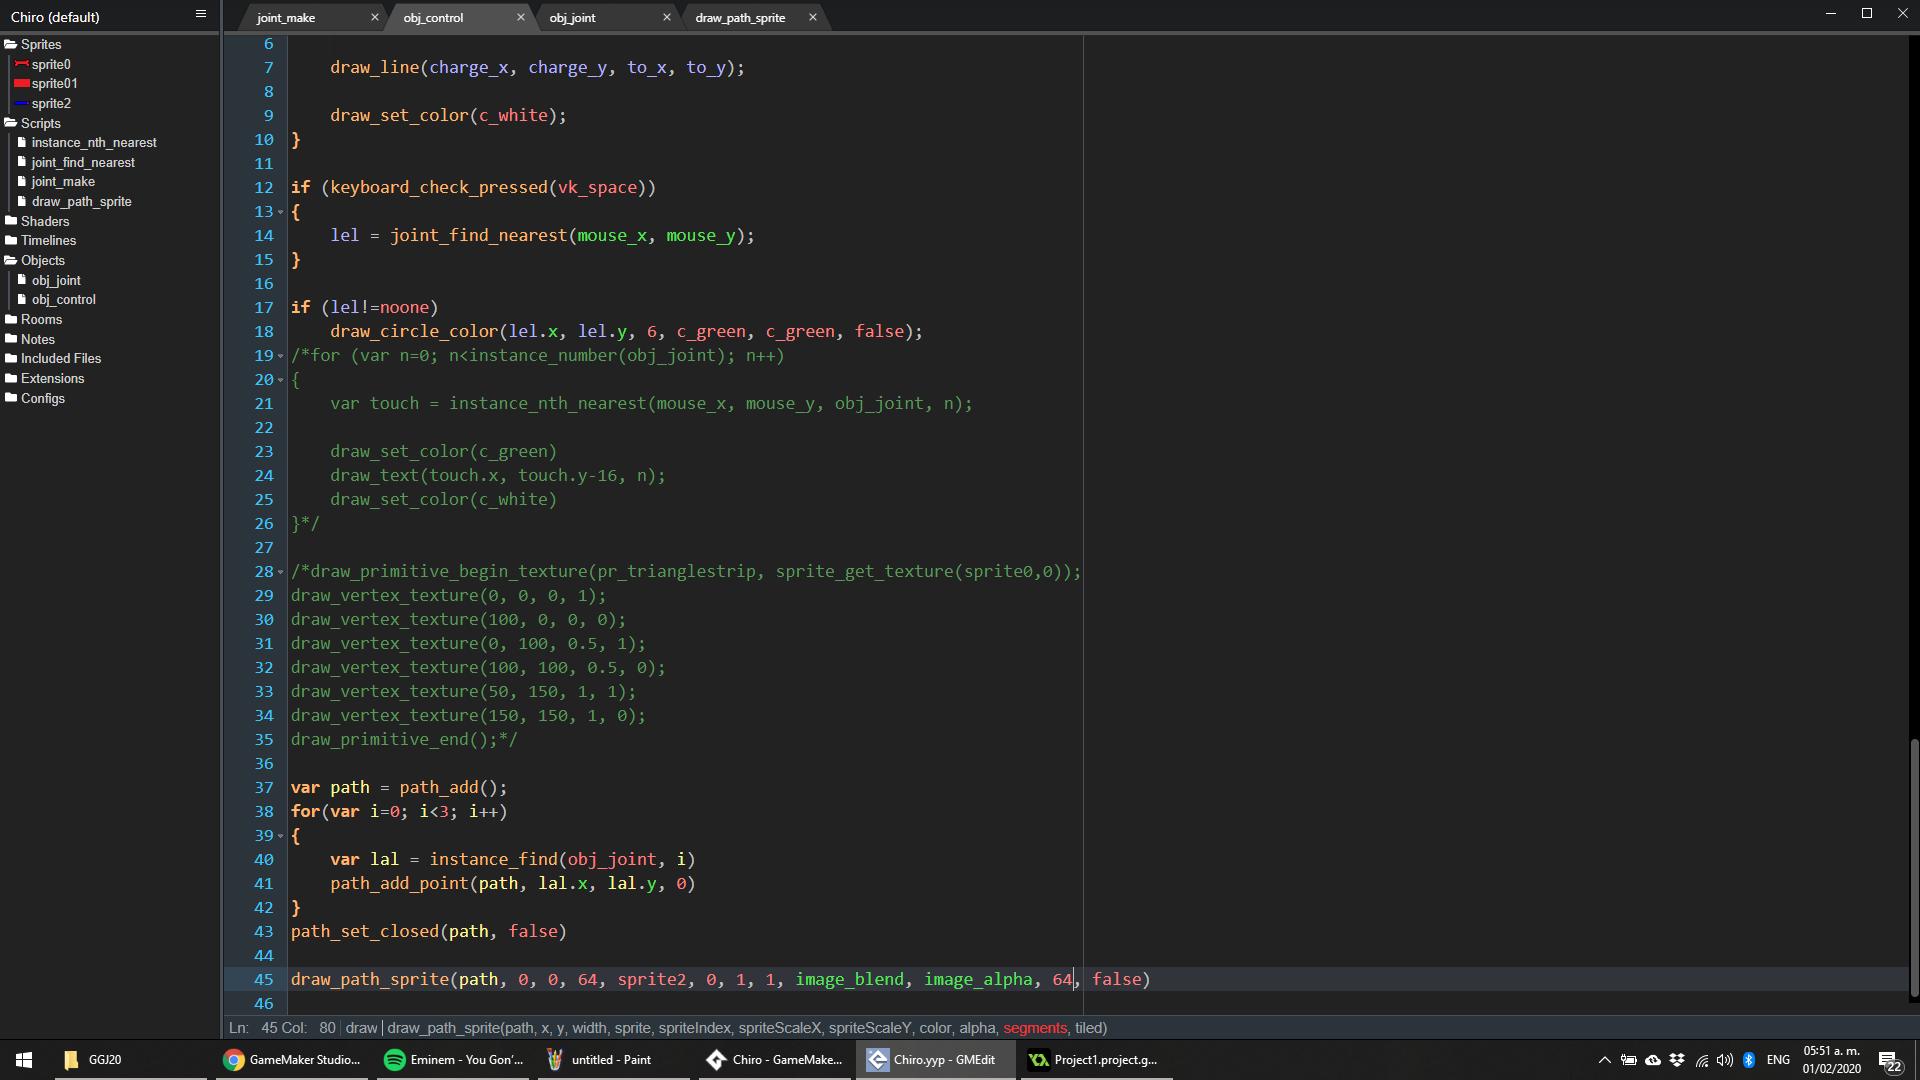 Chiro (default)
joint_make
obj_control
obj_joint
draw_path_sprite
Sprites
sprite0
sprite01
sprite2
Scripts
instance_nth_nearest
joint_find_nearest
joint_make
draw_path_sprite
Shaders
Timelines
Objects
obj_joint
obj_control
Rooms
Notes
Included Files
Extensions
Configs
6
7 draw_line(charge_x, charge_y, to_x, to_y);
8
9 draw_set_color(c_white);
10 }
11
12 if (keyboard_check_pressed(vk_space))
13 {
14 lel = joint_find_nearest(mouse_x, mouse_y);
15 }
16
17 if (lel!=noone)
18 draw_circle_color(lel.x, lel.y, 6, c_green, c_green, false);
19 /*for (var n=0; n<instance_number(obj_joint); n++)
20 {
21 var touch = instance_nth_nearest(mouse_x, mouse_y, obj_joint, n);
22
23 draw_set_color(c_green)
24 draw_text(touch.x, touch.y-16, n);
25 draw_set_color(c_white)
26 }*/
27
28 /*draw_primitive_begin_texture(pr_trianglestrip, sprite_get_texture(sprite0,0));
29 draw_vertex_texture(0, 0, 0, 1);
30 draw_vertex_texture(100, 0, 0, 0);
31 draw_vertex_texture(0, 100, 0.5, 1);
32 draw_vertex_texture(100, 100, 0.5, 0);
33 draw_vertex_texture(50, 150, 1, 1);
34 draw_vertex_texture(150, 150, 1, 0);
35 draw_primitive_end();*/
36
37 var path = path_add();
38 for(var i=0; i<3; i++)
39 {
40 var lal = instance_find(obj_joint, i)
41 path_add_point(path, lal.x, lal.y, 0)
42 }
43 path_set_closed(path, false)
44
45 draw_path_sprite(path, 0, 0, 64, sprite2, 0, 1, 1, image_blend, image_alpha, 64, false)
46
Ln: 45 Col: 80 draw draw_path_sprite(path, x, y, width, sprite, spriteIndex, spriteScaleX, spriteScaleY, color, alpha, segments, tiled)
GGJ20
GameMaker Studio...
Eminem - You Gon'...
untitled - Paint
Chiro - GameMake...
Chiro.yyp - GMEdit
Project1.project.g...
ENG
05:51 a. m.
01/02/2020
22